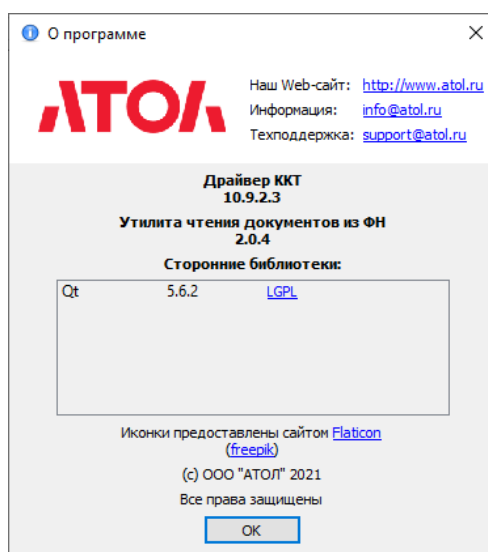 О программе
АТОЛ
Наш Web-сайт: http://www.atol.ru
Информация: info@atol.ru
Техподдержка: support@atol.ru
Драйвер ККТ
10.9.2.3
Утилита чтения документов из ФН
2.0.4
Сторонние библиотеки:
Qt 5.6.2 LGPL
Иконки предоставлены сайтом Flaticon
(freepik)
(c) ООО "АТОЛ" 2021
Все права защищены
OK